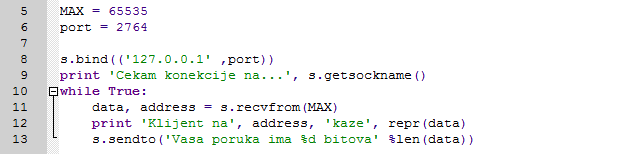 5 MAX = 65535
6 port = 2764
7
8 s.bind(('127.0.0.1' ,port))
9 print 'Cekam konekcije na...', s.getsockname()
10 while True:
11 data, address = s.recvfrom(MAX)
12 print 'Klijent na', address, 'kaze', repr(data)
13 s.sendto('Vasa poruka ima %d bitova' %len(data))